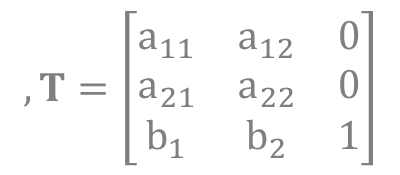 , T = [a₁₁ a₁₂ 0
a₂₁ a₂₂ 0
b₁ b₂ 1]